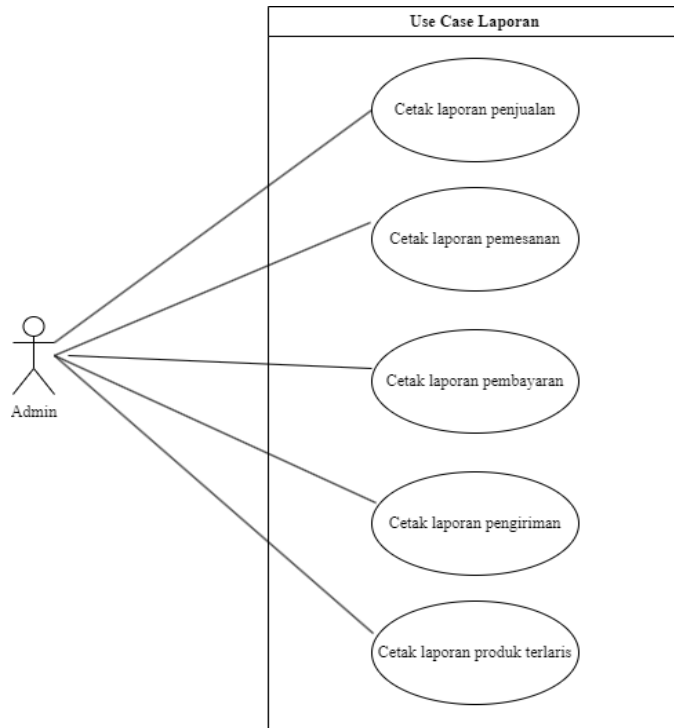 Use Case Laporan
Cetak laporan penjualan
Cetak laporan pemesanan
Cetak laporan pembayaran
Admin
Cetak laporan pengiriman
Cetak laporan produk terlaris